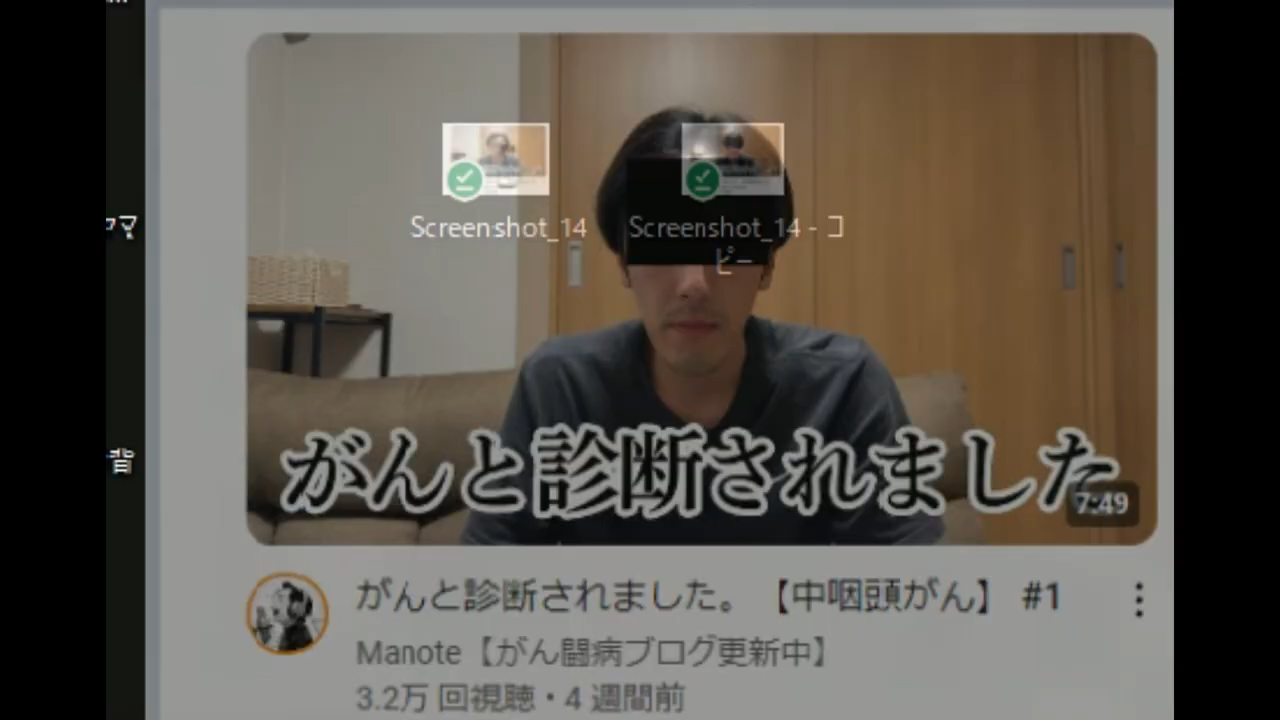 Screenshot_14
Screenshot_14 - コ
ピー
がんと診断されました
7:49
がんと診断されました。【中咽頭がん】 #1
Manote【がん闘病ブログ更新中】
3.2万 回視聴・4 週間前
背